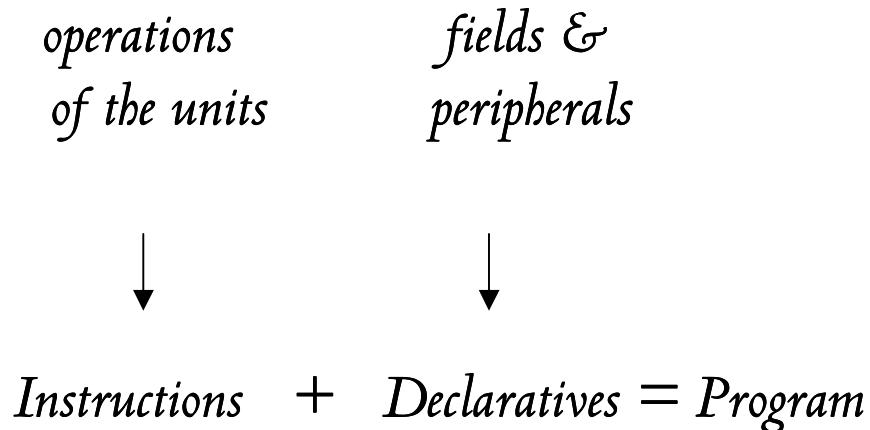 operations
of the units
fields &
peripherals
Instructions + Declaratives = Program